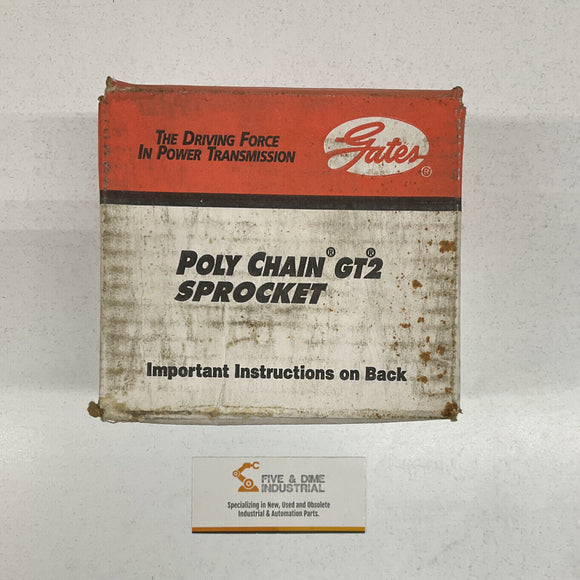 THE DRIVING FORCE
IN POWER TRANSMISSION
Gates®
POLY CHAIN® GT®2
SPROCKET
Important Instructions on Back
FIVE & DIME
INDUSTRIAL
Specializing in New, Used and Obsolete
Industrial & Automation Parts.